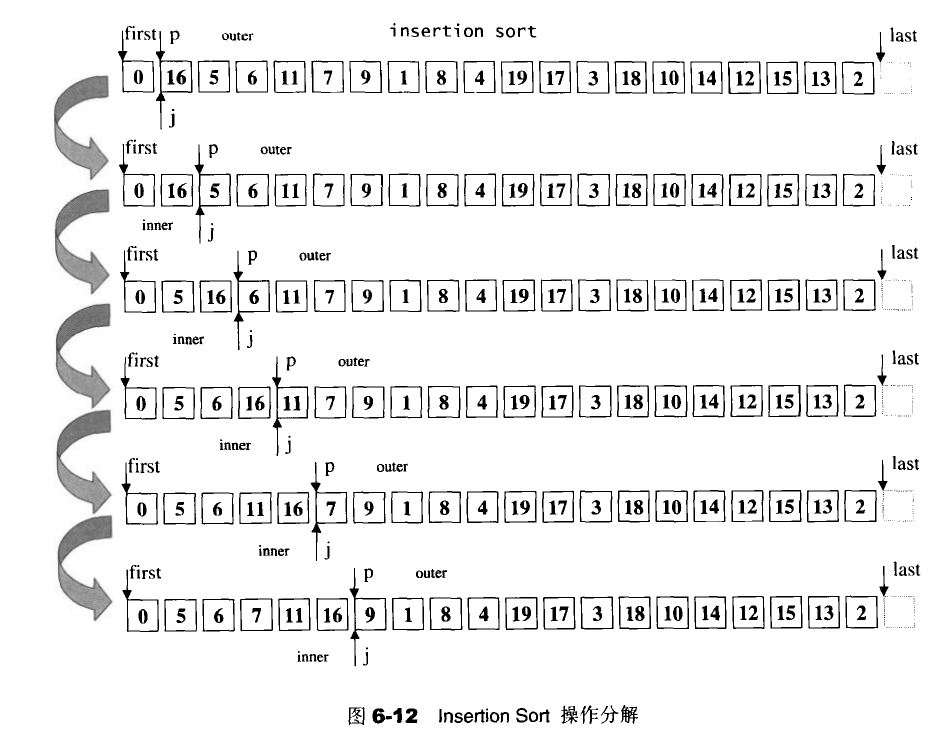 insertion sort
first p outer last
0 16 5 6 11 7 9 1 8 4 19 17 3 18 10 14 12 15 13 2
j
first p outer last
0 16 5 6 11 7 9 1 8 4 19 17 3 18 10 14 12 15 13 2
inner j
first p outer last
0 5 16 6 11 7 9 1 8 4 19 17 3 18 10 14 12 15 13 2
inner j
first p outer last
0 5 6 16 11 7 9 1 8 4 19 17 3 18 10 14 12 15 13 2
inner j
first p outer last
0 5 6 11 16 7 9 1 8 4 19 17 3 18 10 14 12 15 13 2
inner j
first p outer last
0 5 6 7 11 16 9 1 8 4 19 17 3 18 10 14 12 15 13 2
inner j
图 6-12 Insertion Sort 操作分解